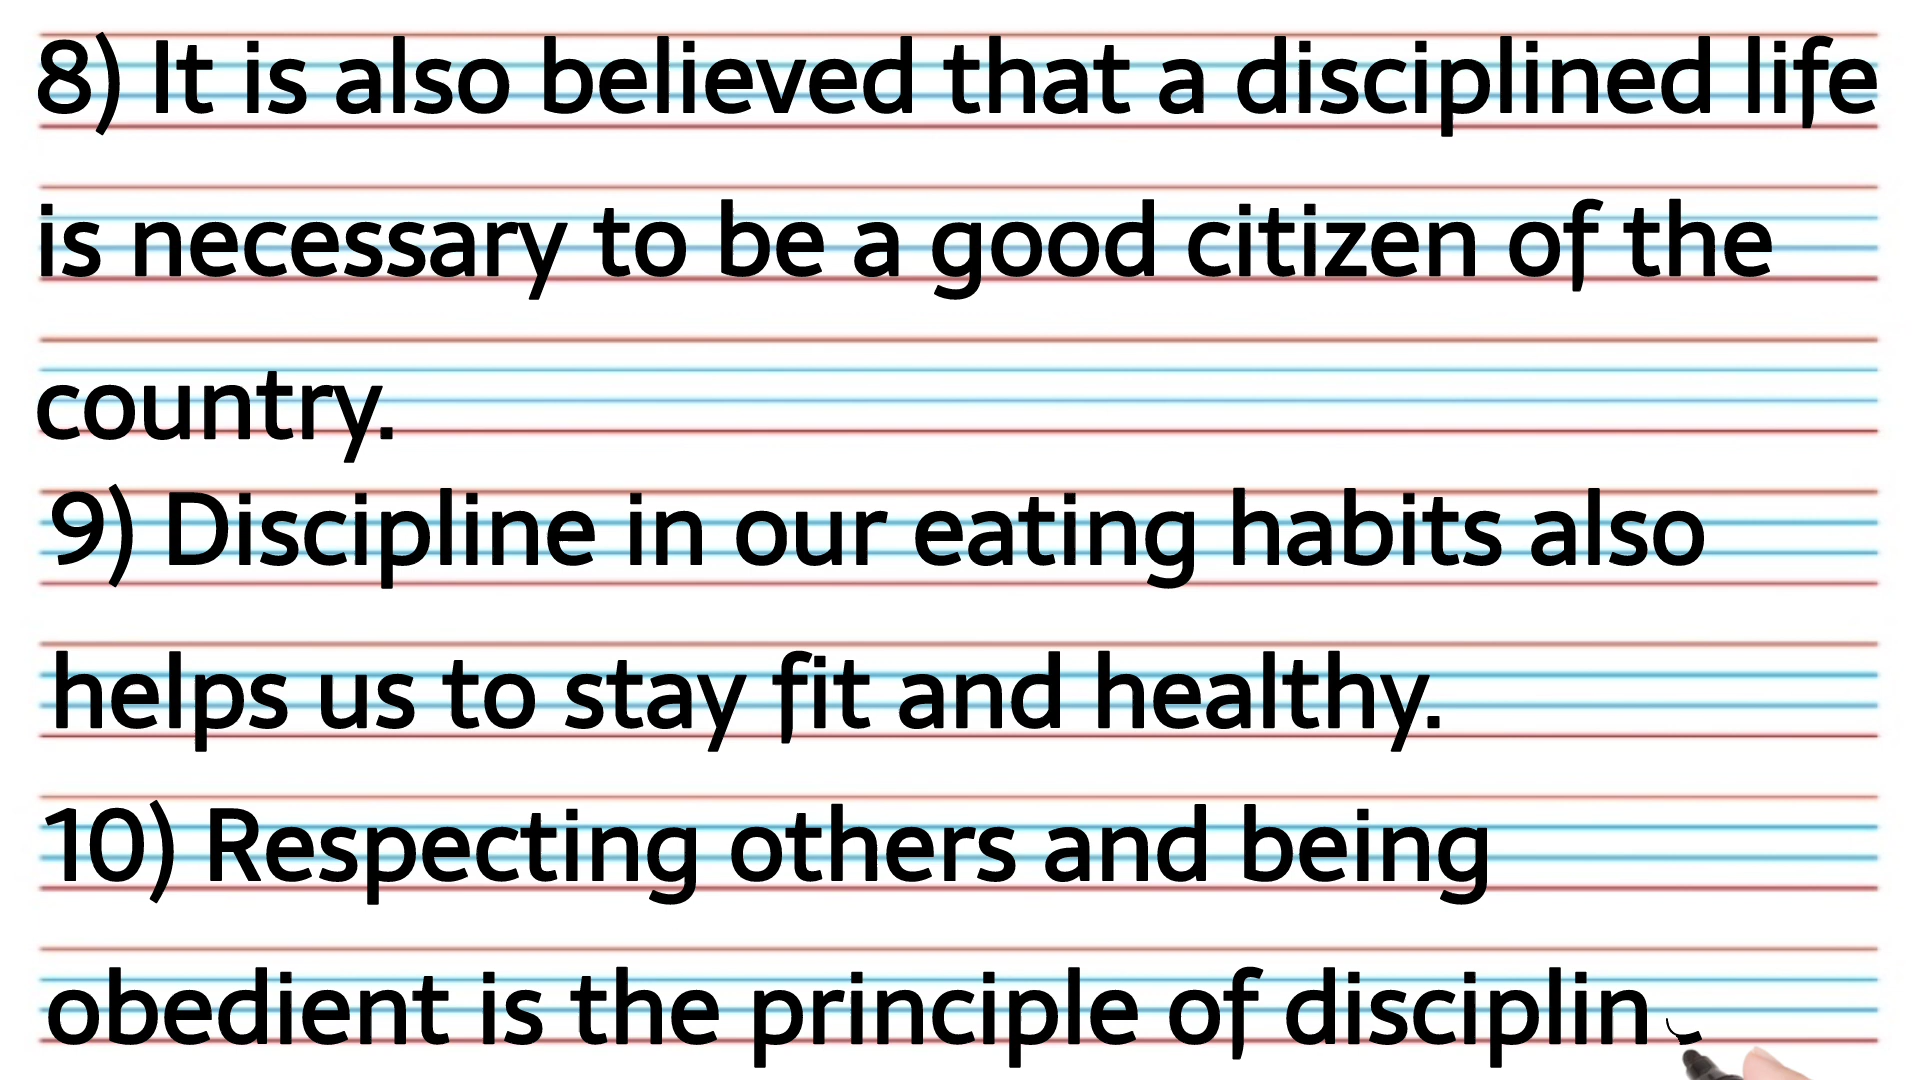 8) It is also believed that a disciplined life
is necessary to be a good citizen of the
country.
9) Discipline in our eating habits also
helps us to stay fit and healthy.
10) Respecting others and being
obedient is the principle of disciplin